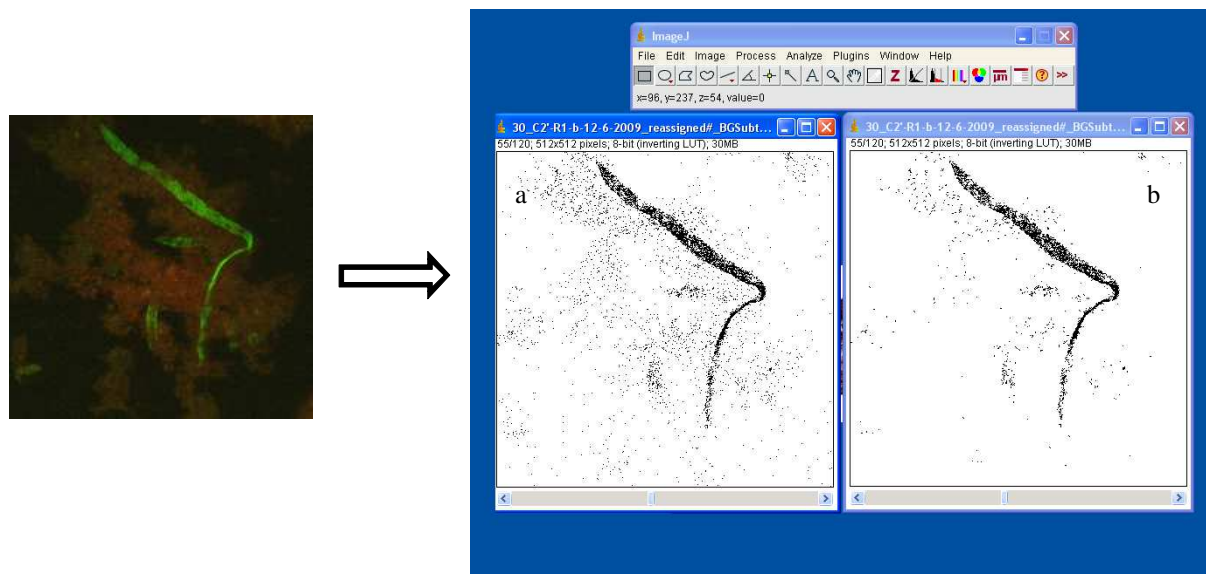 ImageJ
File Edit Image Process Analyze Plugins Window Help
A Z µm ? >>
x=96, y=237, z=54, value=0
30_C2'-R1-b-12-6-2009_reassigned#_BGSubt...
55/120; 512x512 pixels; 8-bit (inverting LUT); 30MB
a
30_C2'-R1-b-12-6-2009_reassigned#_BGSubt...
55/120; 512x512 pixels; 8-bit (inverting LUT); 30MB
b